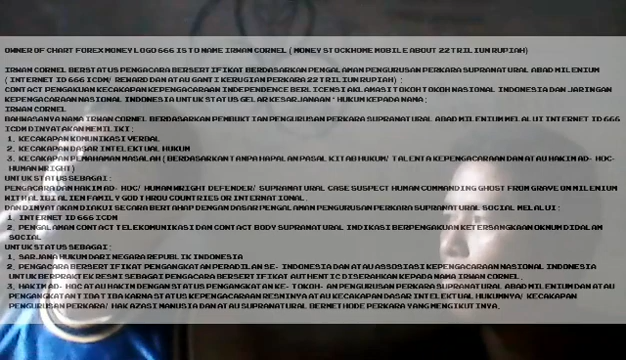 OWNER OF CHART FOREX MONEY LOGO 666 IS TO NAME IRWAN CORNEL ( MONEY STOCKHOME MOBILE ABOUT 22 TRILIUN RUPIAH)
IRWAN CORNEL BERSTATUS PENGACARA BERSERTIFIKAT BERDASARKAN PENGALAMAN PENGURUSAN PERKARA SUPRANATURAL ABAD MILENIUM
( INTERNET ID 666 ICDM/ RENARD DAN ATAU GANTI KERUGIAN PERKARA 22 TRILIUN RUPIAH) ;
CONTACT PENGAKUAN KECAKAPAN KEPENGACARAAN INDEPENDENCE BERLICENSI AKLAMASI TOKOH TOKOH NASIONAL INDONESIA DAN JARINGAN
KEPENGACARAAN NASIONAL INDONESIA UNTUK STATUS GELAR KESARJANAAN " HUKUM KEPADA NAMA;
IRWAN CORNEL
BAHWASANYA NAMA IRWAN CORNEL BERDASARKAN PEMBUKTIAN PENGURUSAN PERKARA SUPRANATURAL ABAD MILENIUM MELALUI INTERNET ID 666
ICDM DINYATAKAN MEMILIKI ;
1. KECAKAPAN KOMUNIKASI VERBAL
2. KECAKAPAN DASAR INTELEKTUAL HUKUM
3. KECAKAPAN PEMAHAMAN MASALAH ( BERDASARKAN TANPA HAPALAN PASAL KITAB HUKUM/ TALENTA KEPENGACARAAN DAN ATAU HAKIM AD- HOC-
HUMAN WRIGHT)
UNTUK STATUS SEBAGAI :
PENGACARA DAN HAKIM AD- HOC/ HUMAN WRIGHT DEFENDER/ SUPRANATURAL CASE SUSPECT HUMAN COMMANDING GHOST FROM GRAVE ON MILENIUM
WITH ALIDI ALIEN FAMILY GOD THROU COUNTRIES OR INTERNATIONAL.
DAN DINYATAKAN DIAKUI SECARA BERTAHAP DENGAN DASAR PENGALAMAN PENGURUSAN PERKARA SUPRANATURAL SOCIAL MELALUI :
1. INTERNET ID 666 ICDM
2. PENGALAMAN CONTACT TELEKOMUNIKASI DAN CONTACT BODY SUPRANATURAL INDIKASI BERPENGAKUAN KETERSANGKAAN OKNUM DIDALAM
SOCIAL
UNTUK STATUS SEBAGAI:
1. SARJANA HUKUM DARI NEGARA REPUBLIK INDONESIA
2. PENGACARA BERSERTIFIKAT PENGANGKATAN PERADILAN SE- INDONESIA DAN ATAU ASSOSIASI KEPENGACARAAN NASIONAL INDONESIA
UNTUK BERPRAKTEK RESMI SEBAGAI PENGACARA BERSERTIFIKAT AUTHENTIC DISERAHKAN KEPADA NAMA IRWAN CORNEL.
3. HAKIM AD- HOC ATAU HAKIM DENGAN STATUS PENGANGKATAN KE- TOKOH- AN PENGURUSAN PERKARA SUPRANATURAL ABAD MILENIUM DAN ATAU
PENGANGKATAN TIBA TIBA KARNA STATUS KEPENGACARAAN RESMINYA ATAU KECAKAPAN DASAR INTELEKTUAL HUKUMNYA/ KECAKAPAN
PENGURUSAN PERKARA/ HAK AZASI MANUSIA DAN ATAU SUPRANATURAL BERMETHODE PERKARA YANG MENGIKUTINYA.